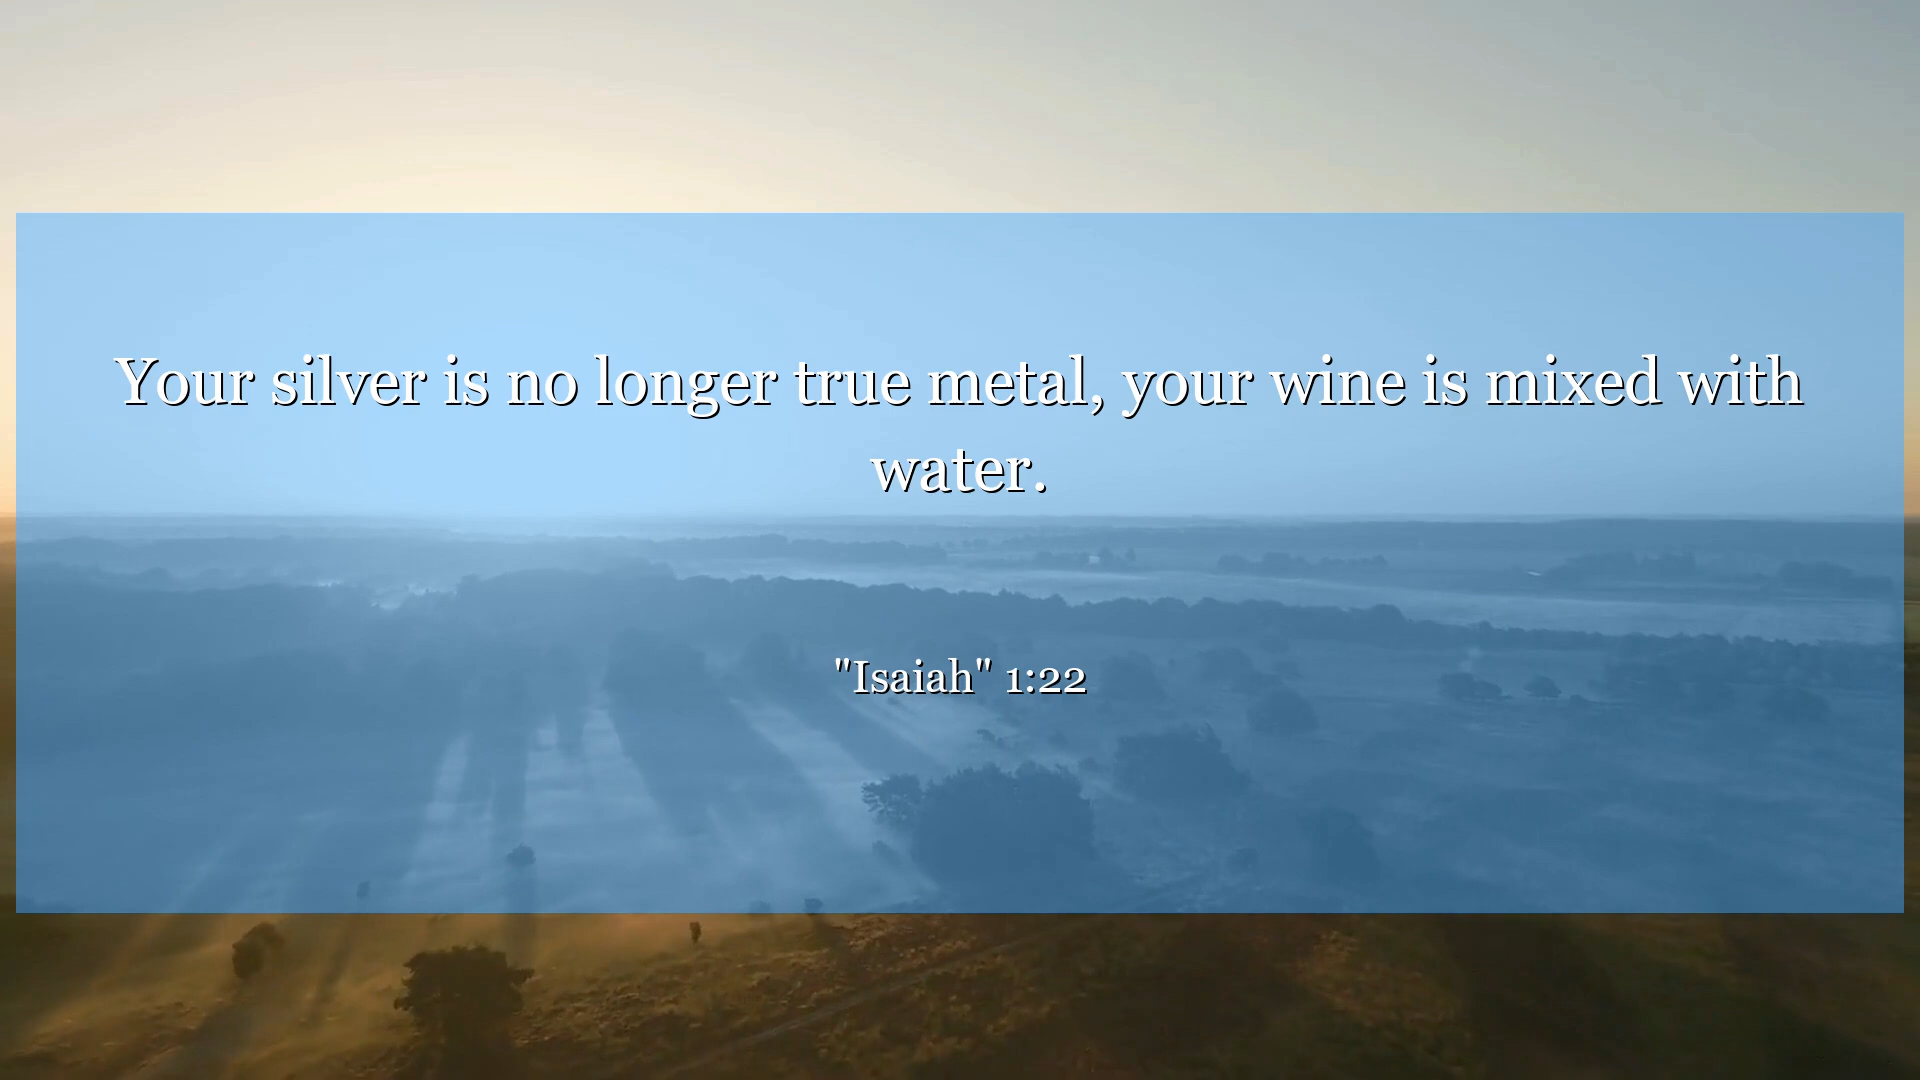 Your silver is no longer true metal, your wine is mixed with
water.
"Isaiah" 1:22